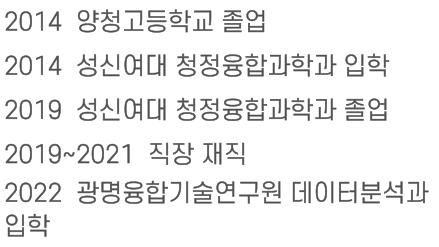 2014 양청고등학교 졸업
2014 성신여대 청정융합과학과 입학
2019 성신여대 청정융합과학과 졸업
2019~2021 직장 재직
2022 광명융합기술연구원 데이터분석과
입학